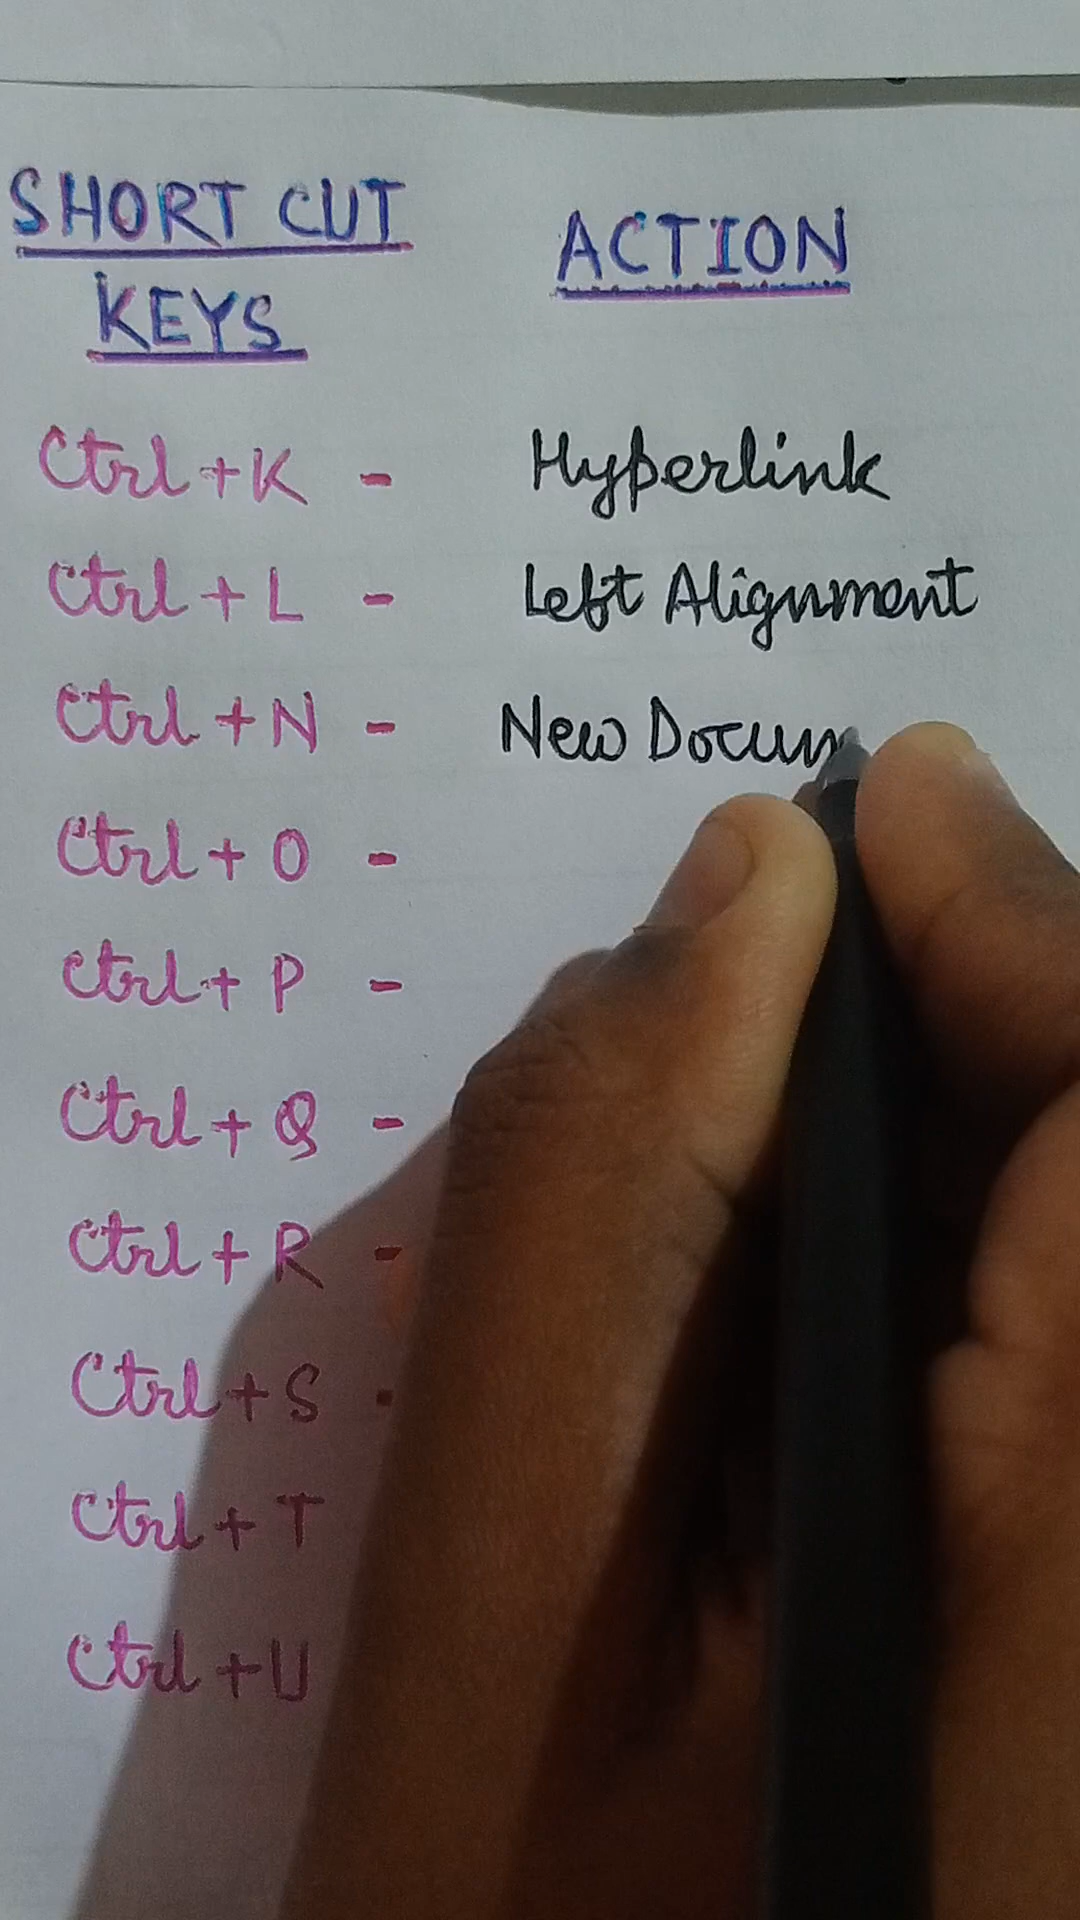 SHORT CUT KEYS
ACTION
Ctrl + K - Hyperlink
Ctrl + L - Left Alignment
Ctrl + N - New Docum
Ctrl + O -
Ctrl + P -
Ctrl + Q -
Ctrl + R -
Ctrl + S -
Ctrl + T
Ctrl + U